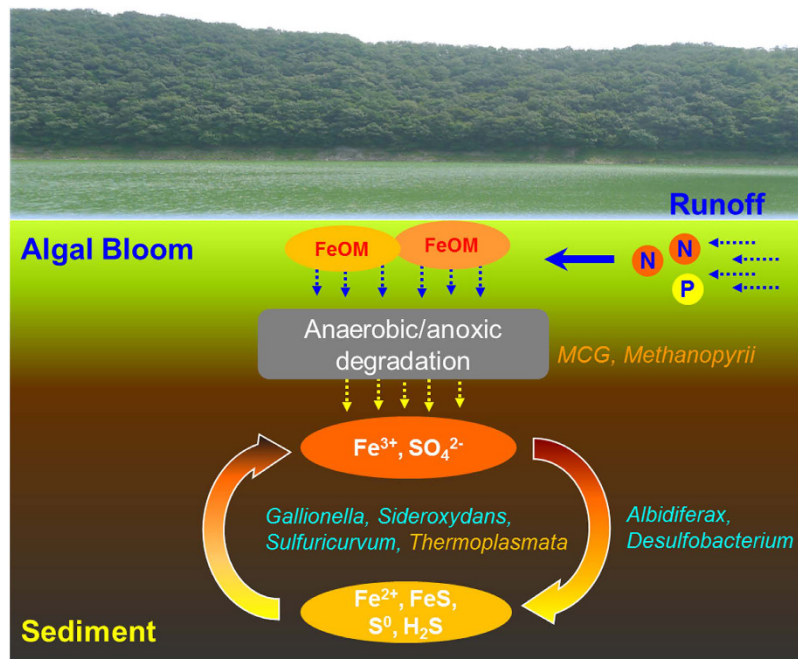 Runoff
Algal Bloom
FeOM
FeOM
N
N
P
Anaerobic/anoxic
degradation
MCG, Methanopyrii
Fe³⁺, SO₄²⁻
Gallionella, Sideroxydans,
Sulfuricurvum, Thermoplasmata
Albidiferax,
Desulfobacterium
Fe²⁺, FeS,
S⁰, H₂S
Sediment